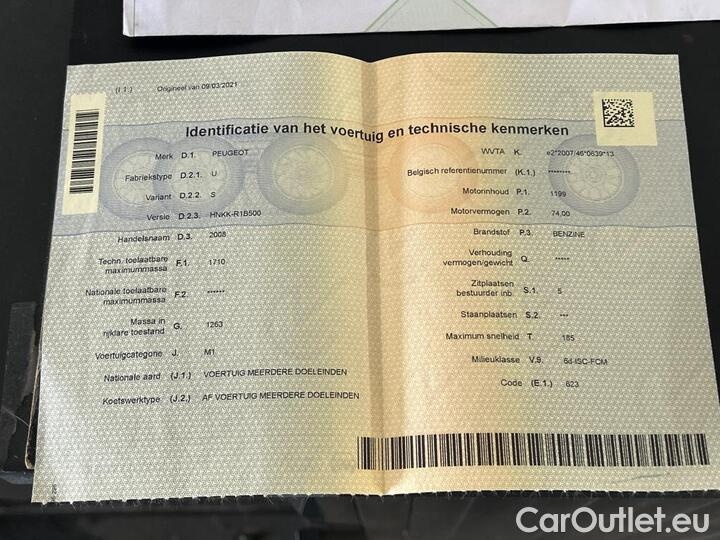 (I.1.) Origineel van 09/03/2021
Identificatie van het voertuig en technische kenmerken
Merk D.1. PEUGEOT
Fabriekstype D.2.1. U
Variant D.2.2. S
Versie D.2.3. HNKK-R1B500
Handelsnaam D.3. 2008
Techn. toelaatbare
maximummassa F.1. 1710
Nationale toelaatbare
maximummassa F.2. ------
Massa in
rijklare toestand G. 1263
Voertuigcategorie J. M1
Nationale aard (J.1.) VOERTUIG MEERDERE DOELEINDEN
Koetswerktype (J.2.) AF VOERTUIG MEERDERE DOELEINDEN
WVTA K. e2*2007/46*0639*13
Belgisch referentienummer (K.1.) --------
Motorinhoud P.1. 1199
Motorvermogen P.2. 74,00
Brandstof P.3. BENZINE
Verhouding
vermogen/gewicht Q. -----
Zitplaatsen
bestuurder inb. S.1. 5
Staanplaatsen S.2. ---
Maximum snelheid T. 185
Milieuklasse V.9. 6d-ISC-FCM
Code (E.1.) 623
CarOutlet.eu